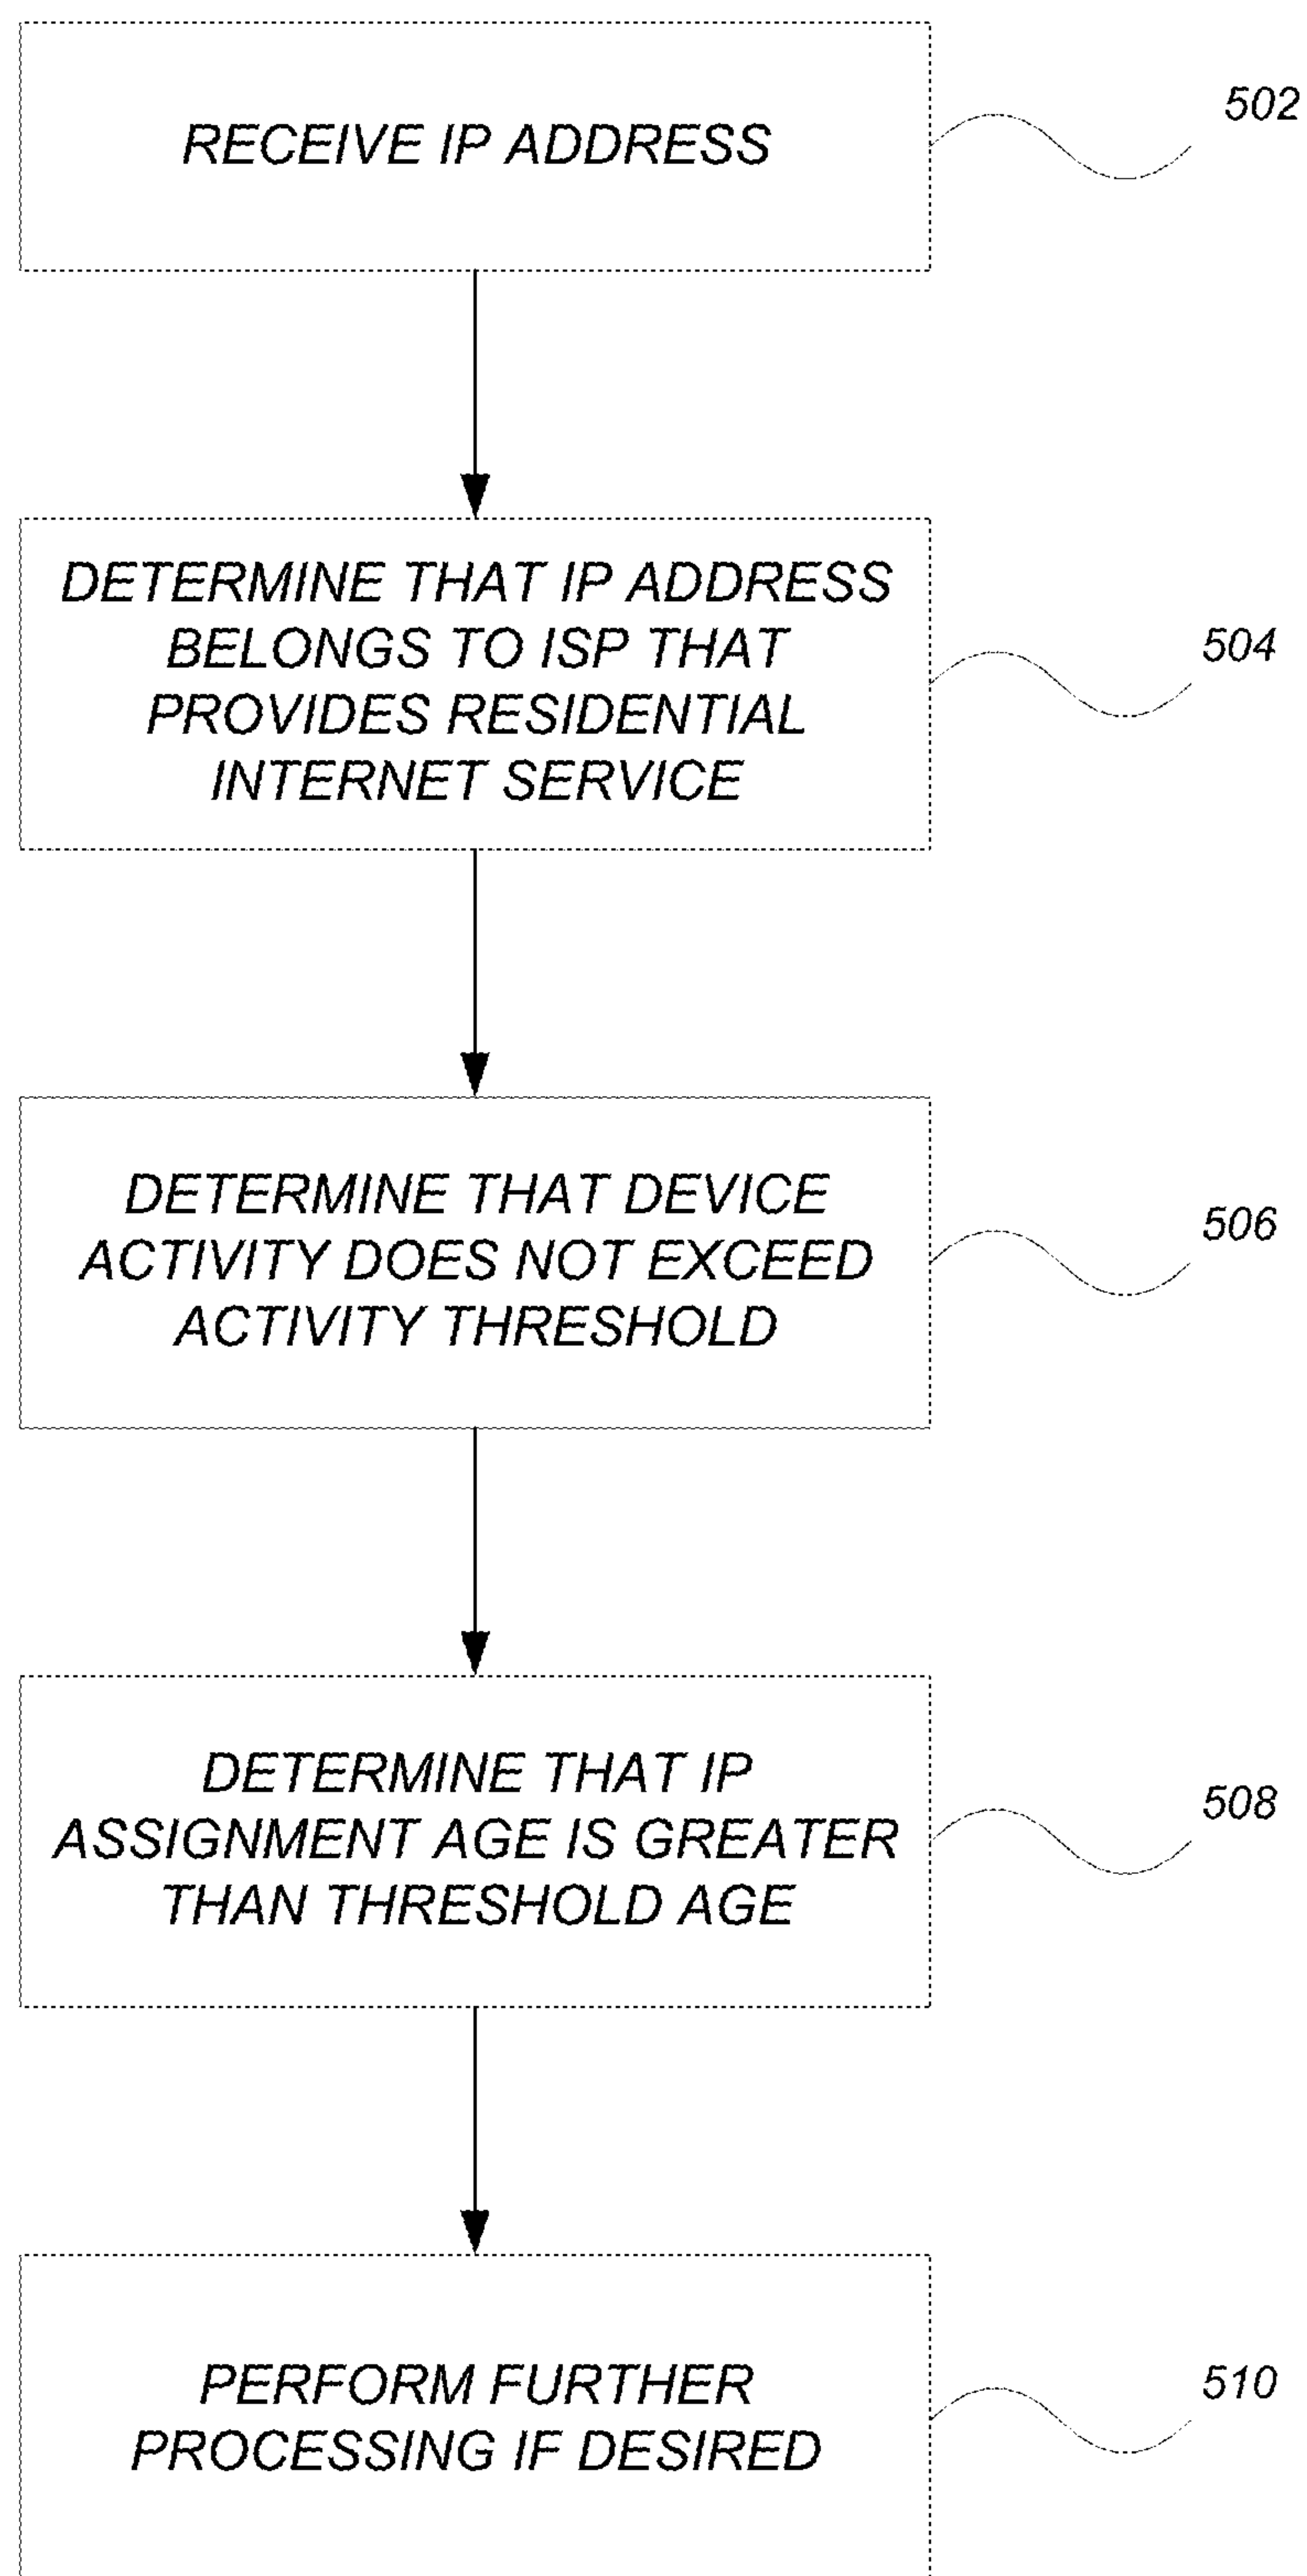 RECEIVE IP ADDRESS
502
DETERMINE THAT IP ADDRESS
BELONGS TO ISP THAT
PROVIDES RESIDENTIAL
INTERNET SERVICE
504
DETERMINE THAT DEVICE
ACTIVITY DOES NOT EXCEED
ACTIVITY THRESHOLD
506
DETERMINE THAT IP
ASSIGNMENT AGE IS GREATER
THAN THRESHOLD AGE
508
PERFORM FURTHER
PROCESSING IF DESIRED
510